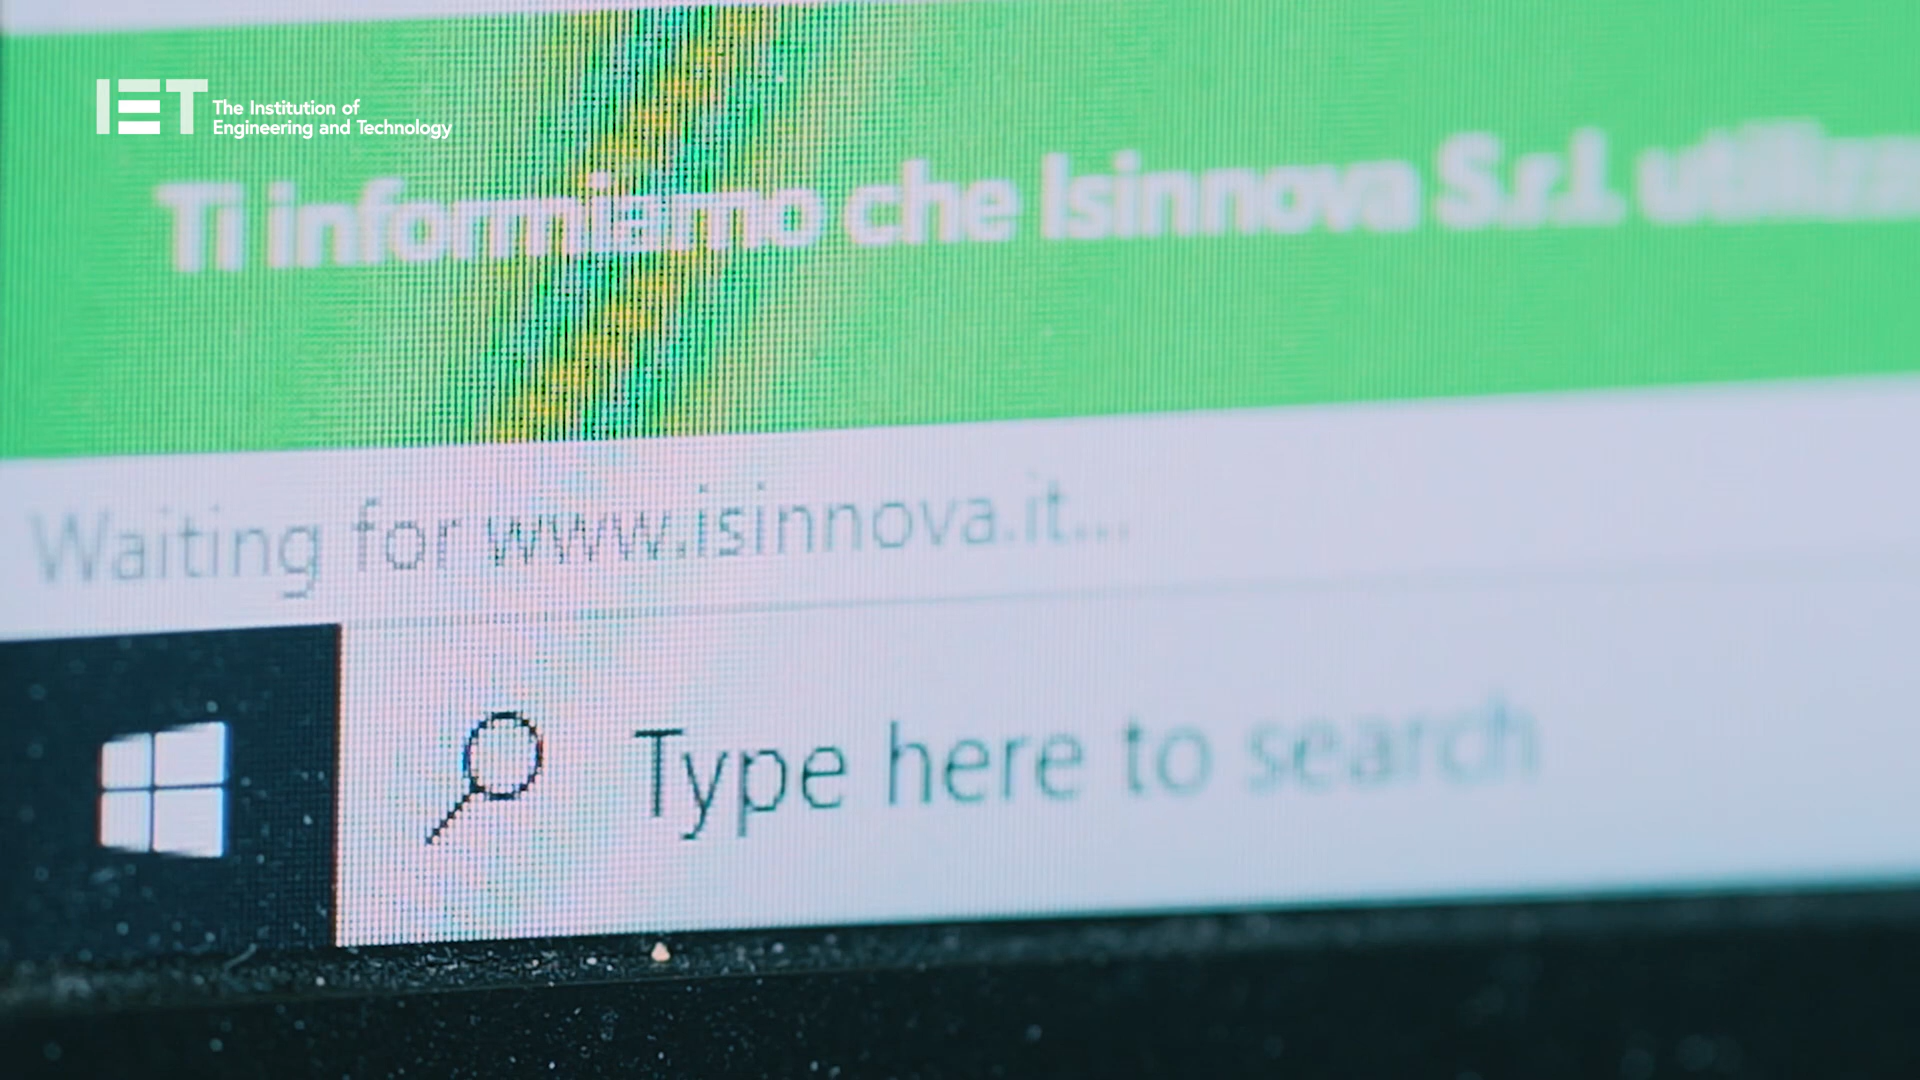 IET The Institution of
Engineering and Technology
Ti informiamo che Isinnova S.r.l.
Waiting for www.isinnova.it...
Type here to search